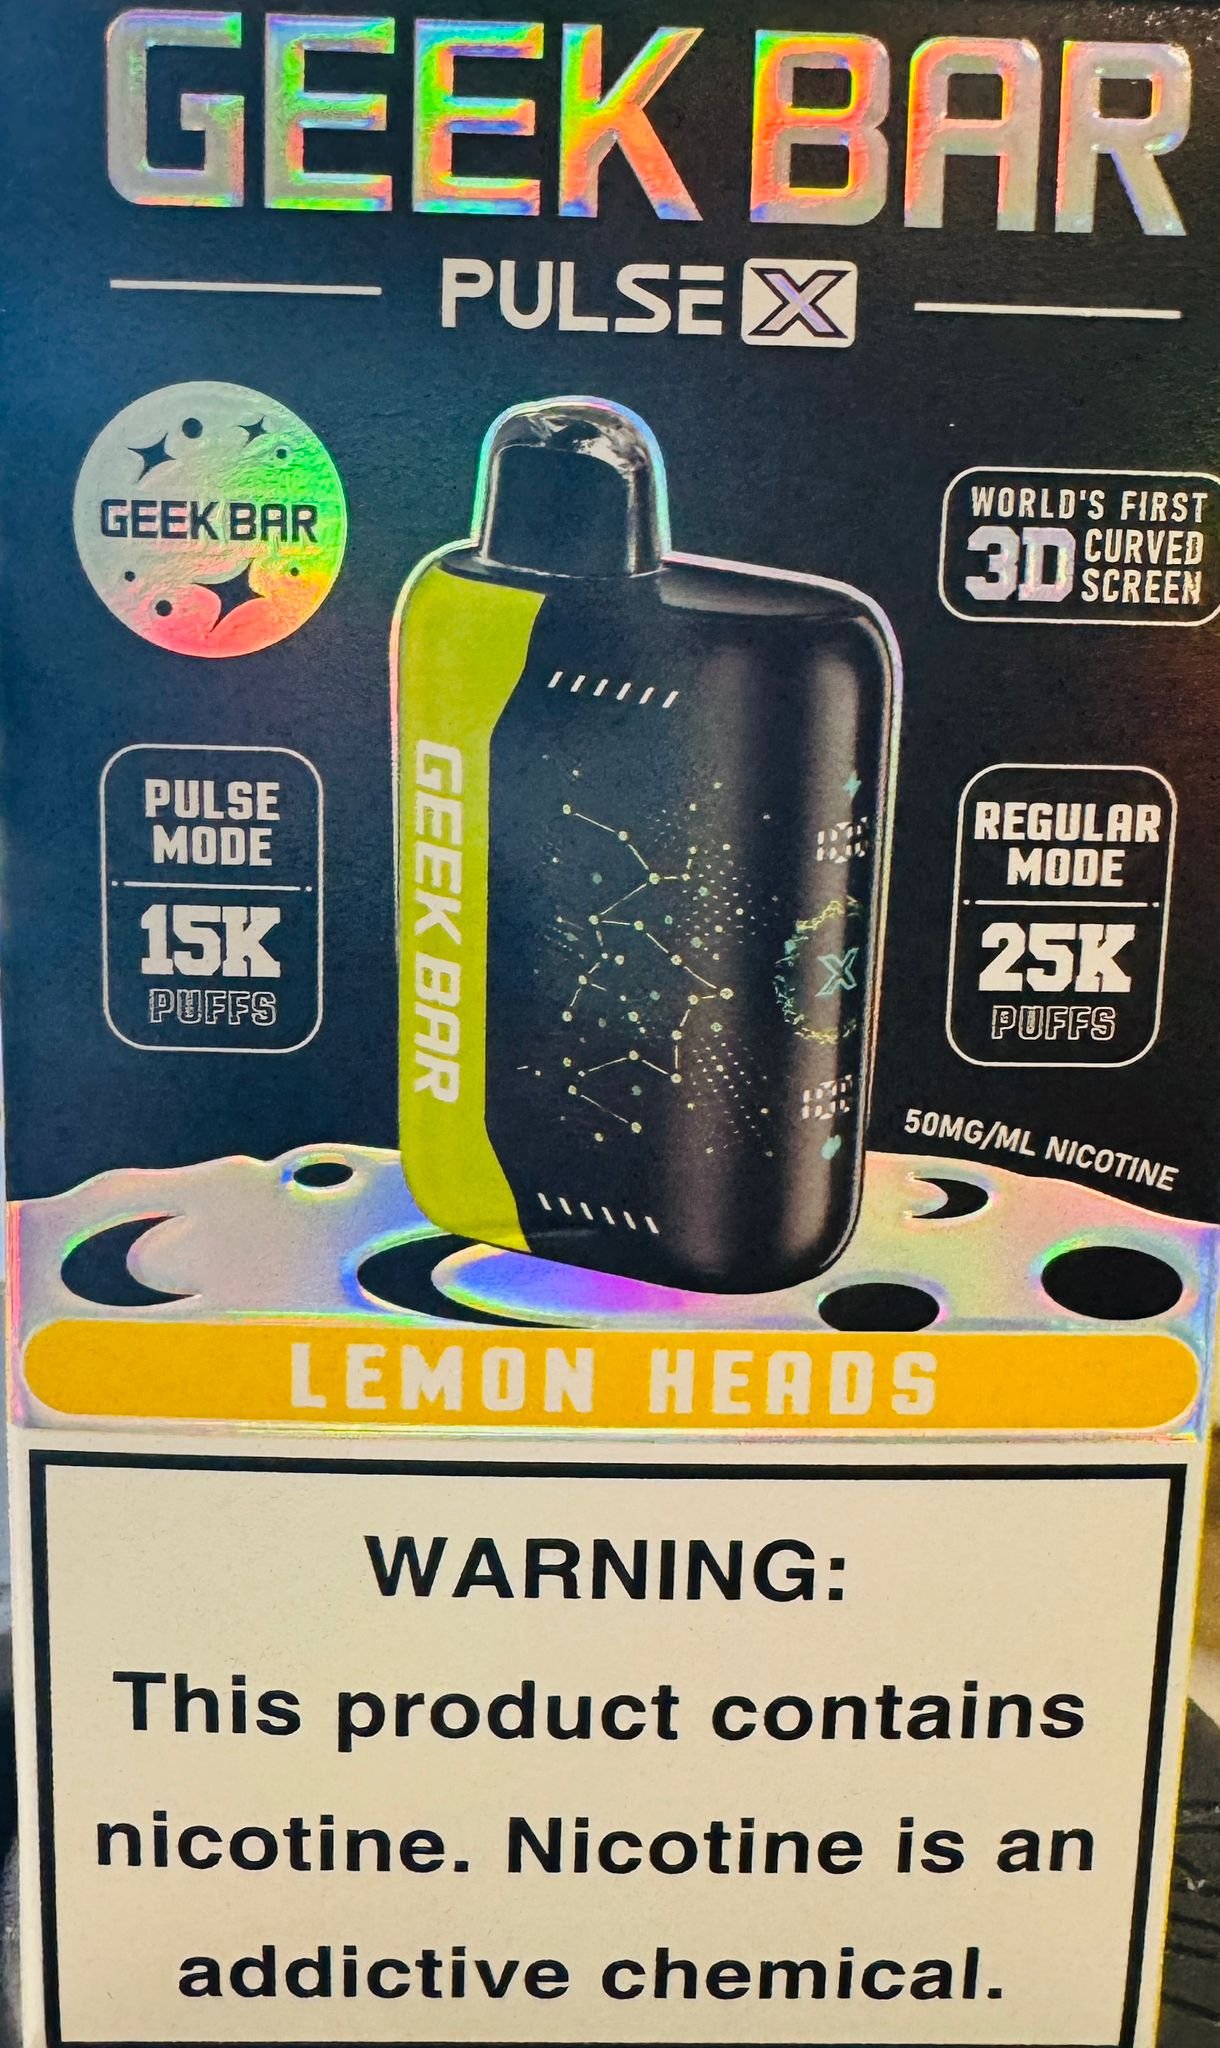 GEEK BAR
PULSE X
GEEK BAR
WORLD'S FIRST
3D CURVED
SCREEN
PULSE
MODE
15K
PUFFS
GEEK BAR
X
REGULAR
MODE
25K
PUFFS
50MG/ML NICOTINE
LEMON HEADS
WARNING:
This product contains
nicotine. Nicotine is an
addictive chemical.